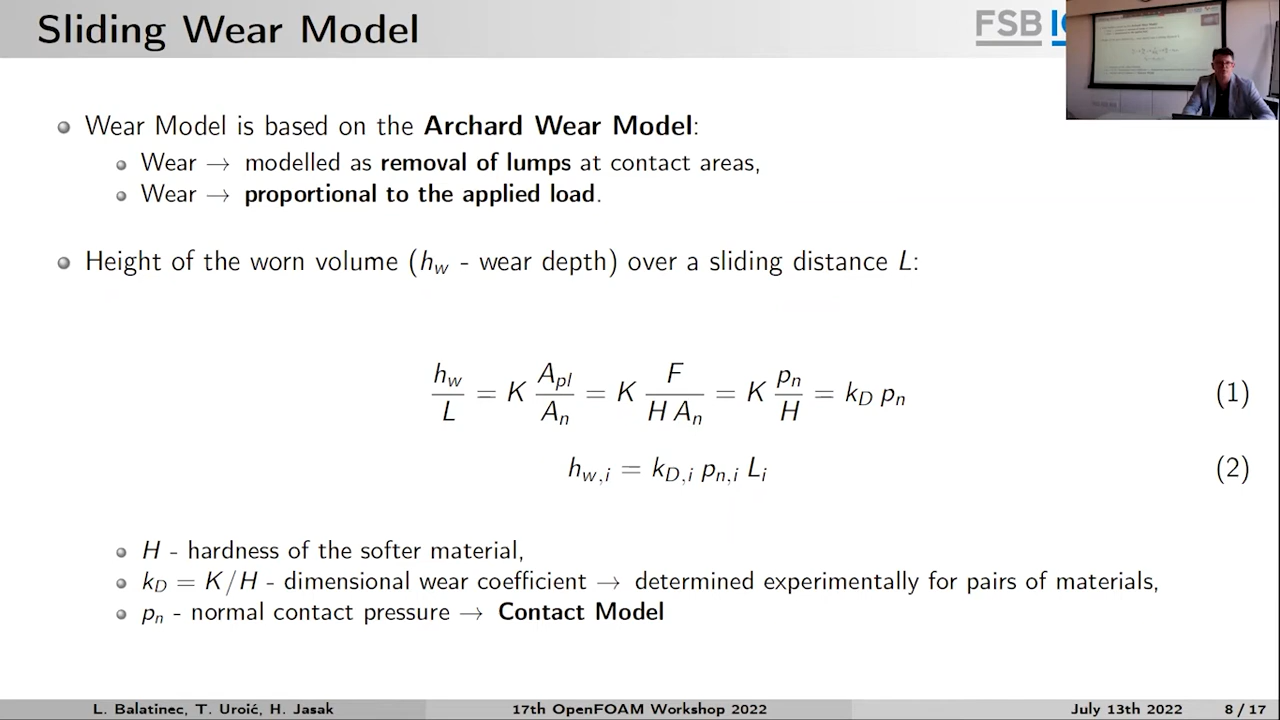 Sliding Wear Model
FSB
Wear Model is based on the Archard Wear Model:
Wear → modelled as removal of lumps at contact areas,
Wear → proportional to the applied load.
Height of the worn volume (h_w - wear depth) over a sliding distance L:
h_w / L = K A_pl / A_n = K F / (H A_n) = K p_n / H = k_D p_n (1)
h_w,i = k_D,i p_n,i L_i (2)
H - hardness of the softer material,
k_D = K/H - dimensional wear coefficient → determined experimentally for pairs of materials,
p_n - normal contact pressure → Contact Model
L. Balatinec, T. Uroić, H. Jasak 17th OpenFOAM Workshop 2022 July 13th 2022 8 / 17